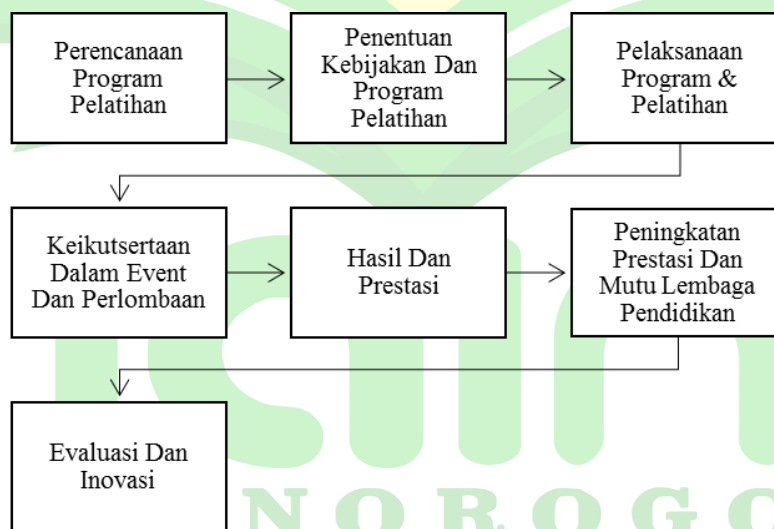 Perencanaan
Program
Pelatihan
Penentuan
Kebijakan Dan
Program
Pelatihan
Pelaksanaan
Program &
Pelatihan
Keikutsertaan
Dalam Event
Dan Perlombaan
Hasil Dan
Prestasi
Peningkatan
Prestasi Dan
Mutu Lembaga
Pendidikan
Evaluasi Dan
Inovasi
NOROGO